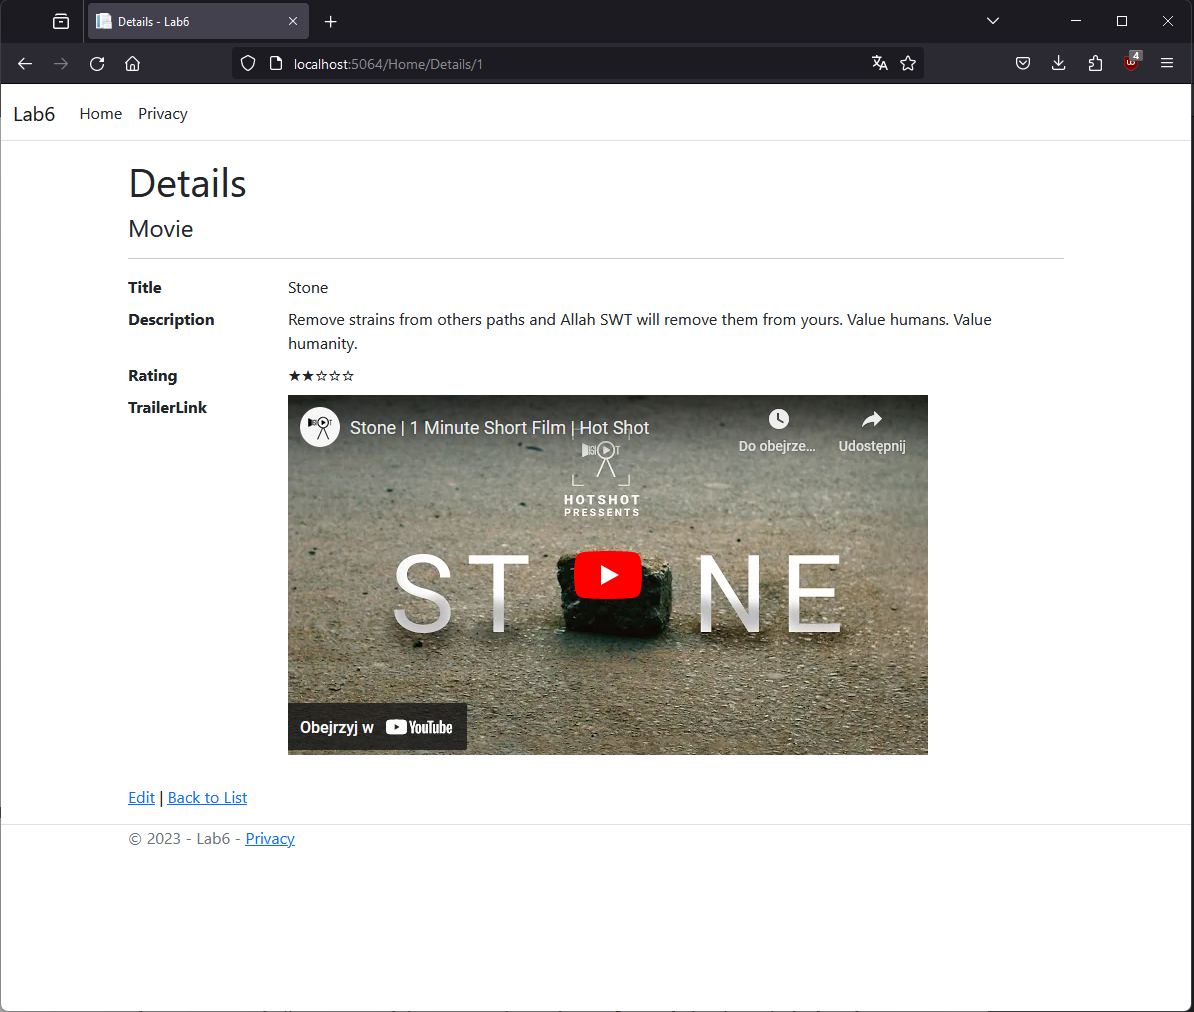 Details - Lab6
localhost:5064/Home/Details/1
4
Lab6 Home Privacy
Details
Movie
Title Stone
Description Remove strains from others paths and Allah SWT will remove them from yours. Value humans. Value
humanity.
Rating ★★☆☆☆
TrailerLink
Stone | 1 Minute Short Film | Hot Shot
Do obejrze... Udostępnij
HOTSHOT
PRESSENTS
ST NE
Obejrzyj w YouTube
Edit | Back to List
© 2023 - Lab6 - Privacy